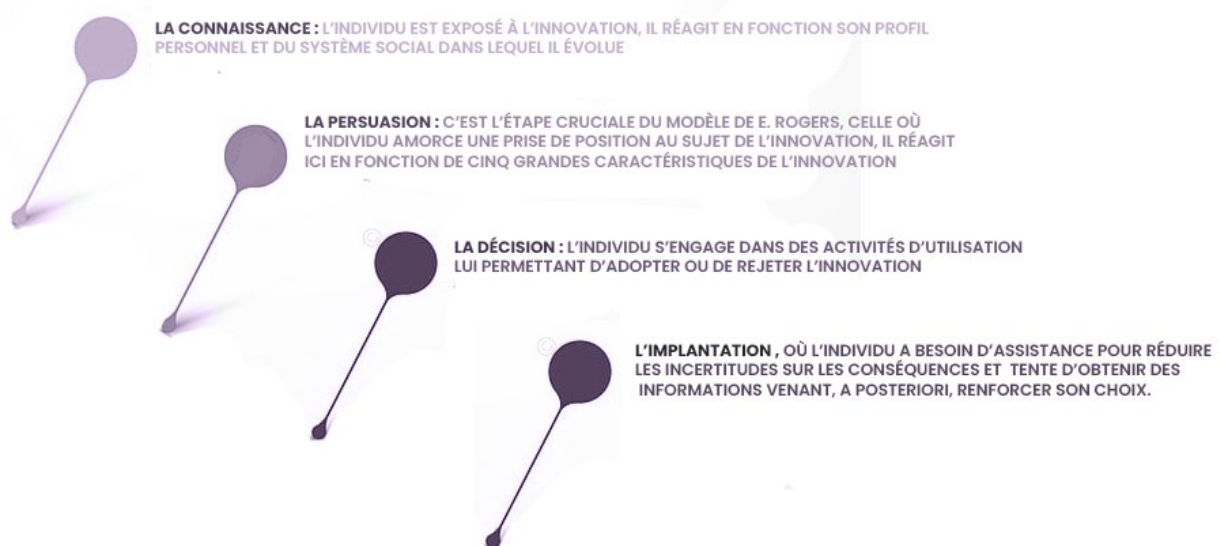 LA CONNAISSANCE : L'INDIVIDU EST EXPOSÉ À L'INNOVATION, IL RÉAGIT EN FONCTION SON PROFIL
PERSONNEL ET DU SYSTÈME SOCIAL DANS LEQUEL IL ÉVOLUE
LA PERSUASION : C'EST L'ÉTAPE CRUCIALE DU MODÈLE DE E. ROGERS, CELLE OÙ
L'INDIVIDU AMORCE UNE PRISE DE POSITION AU SUJET DE L'INNOVATION, IL RÉAGIT
ICI EN FONCTION DE CINQ GRANDES CARACTÉRISTIQUES DE L'INNOVATION
LA DÉCISION : L'INDIVIDU S'ENGAGE DANS DES ACTIVITÉS D'UTILISATION
LUI PERMETTANT D'ADOPTER OU DE REJETER L'INNOVATION
L'IMPLANTATION , OÙ L'INDIVIDU A BESOIN D'ASSISTANCE POUR RÉDUIRE
LES INCERTITUDES SUR LES CONSÉQUENCES ET TENTE D'OBTENIR DES
INFORMATIONS VENANT, A POSTERIORI, RENFORCER SON CHOIX.